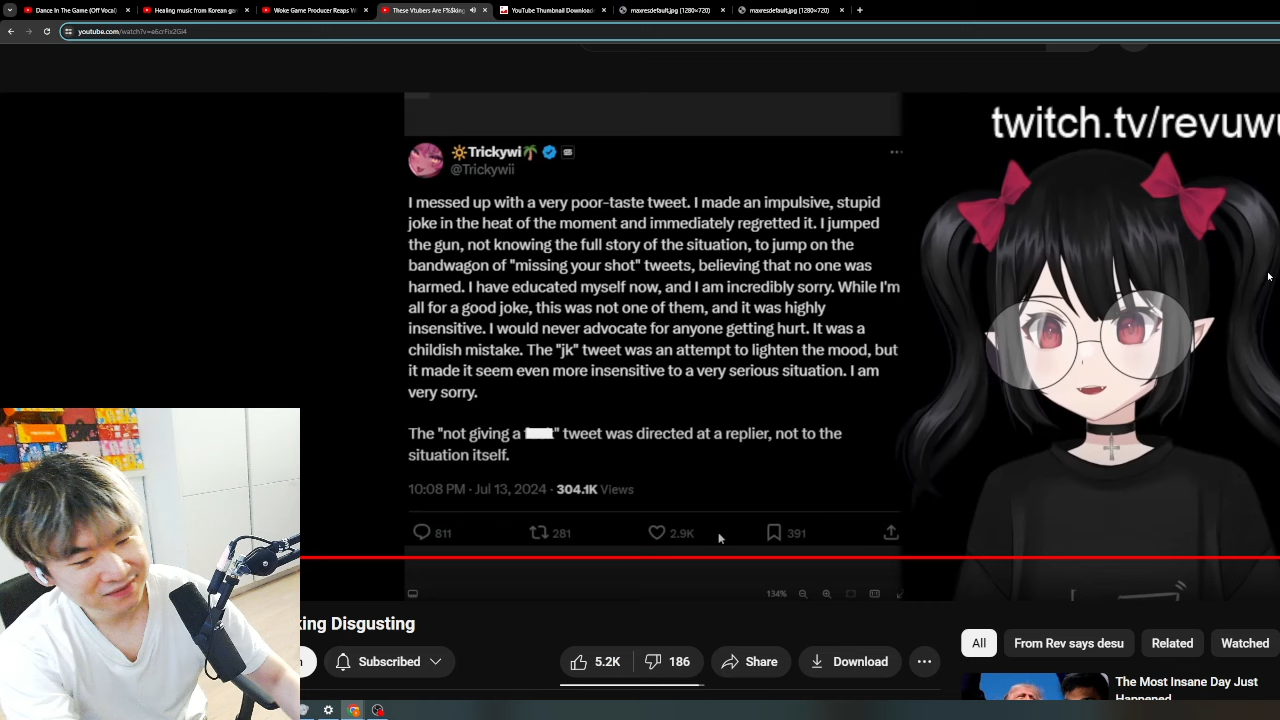 Dance In The Game (Off Vocal)
Healing music from Korean ga
Woke Game Producer Reaps W
These Vtubers Are F%$king
YouTube Thumbnail Download
maxresdefault.jpg (1280×720)
maxresdefault.jpg (1280×720)
youtube.com/watch?v=e6crFix2Gl4
twitch.tv/revuwu
Trickywi
@Trickywii
I messed up with a very poor-taste tweet. I made an impulsive, stupid
joke in the heat of the moment and immediately regretted it. I jumped
the gun, not knowing the full story of the situation, to jump on the
bandwagon of "missing your shot" tweets, believing that no one was
harmed. I have educated myself now, and I am incredibly sorry. While I'm
all for a good joke, this was not one of them, and it was highly
insensitive. I would never advocate for anyone getting hurt. It was a
childish mistake. The "jk" tweet was an attempt to lighten the mood, but
it made it seem even more insensitive to a very serious situation. I am
very sorry.
The "not giving a " tweet was directed at a replier, not to the
situation itself.
10:08 PM · Jul 13, 2024 · 304.1K Views
811 281 2.9K 391
134%
king Disgusting
Subscribed
5.2K 186 Share Download
All From Rev says desu Related Watched
The Most Insane Day Just
Happened